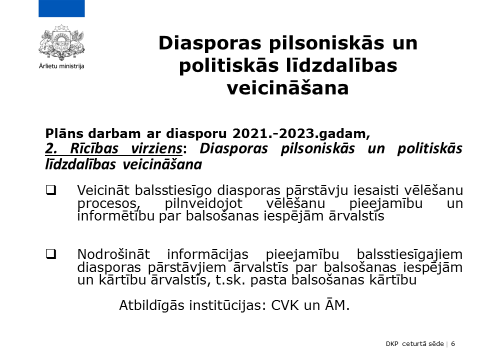 Ārlietu ministrija
Diasporas pilsoniskās un
politiskās līdzdalības
veicināšana
Plāns darbam ar diasporu 2021.-2023.gadam,
2. Rīcības virziens: Diasporas pilsoniskās un politiskās
līdzdalības veicināšana
Veicināt balsstiesīgo diasporas pārstāvju iesaisti vēlēšanu
procesos, pilnveidojot vēlēšanu pieejamību un
informētību par balsošanas iespējām ārvalstīs
Nodrošināt informācijas pieejamību balsstiesīgajiem
diasporas pārstāvjiem ārvalstīs par balsošanas iespējām
un kārtību ārvalstīs, t.sk. pasta balsošanas kārtību
Atbildīgās institūcijas: CVK un ĀM.
DKP ceturtā sēde | 6